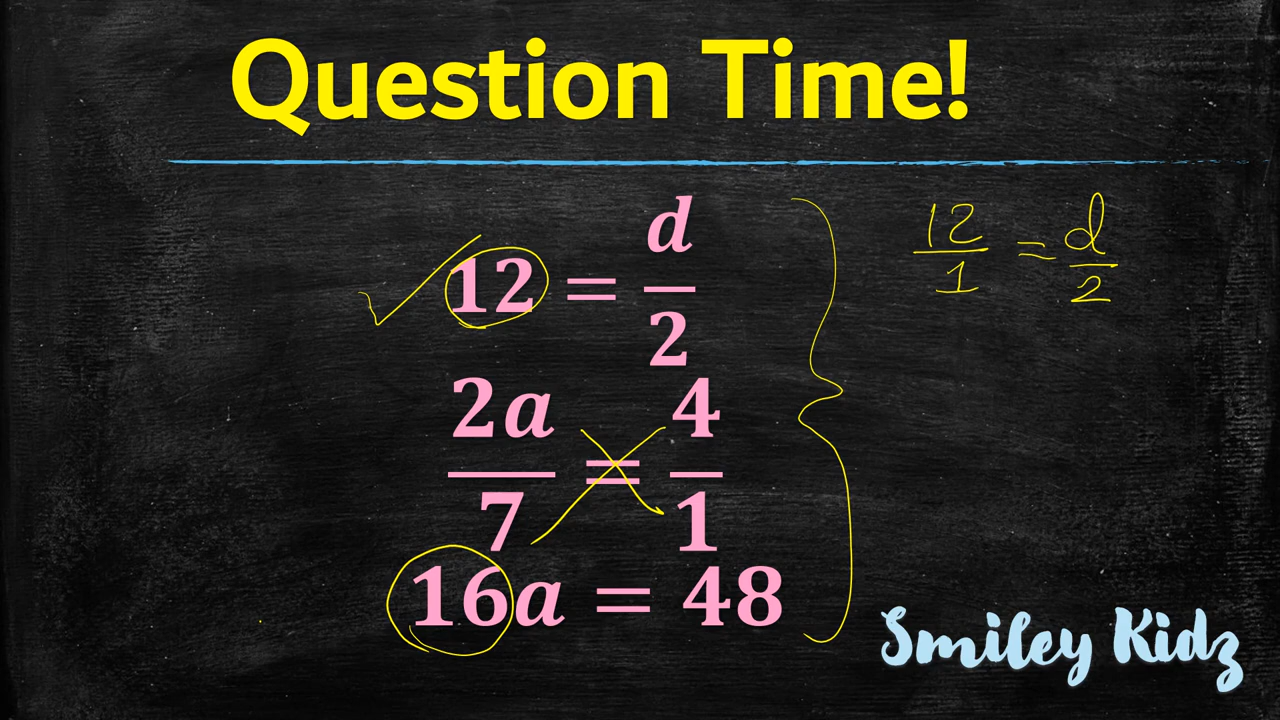 Question Time!
12 = d/2
2a/7 = 4/1
16a = 48
12/1 = d/2
Smiley Kidz